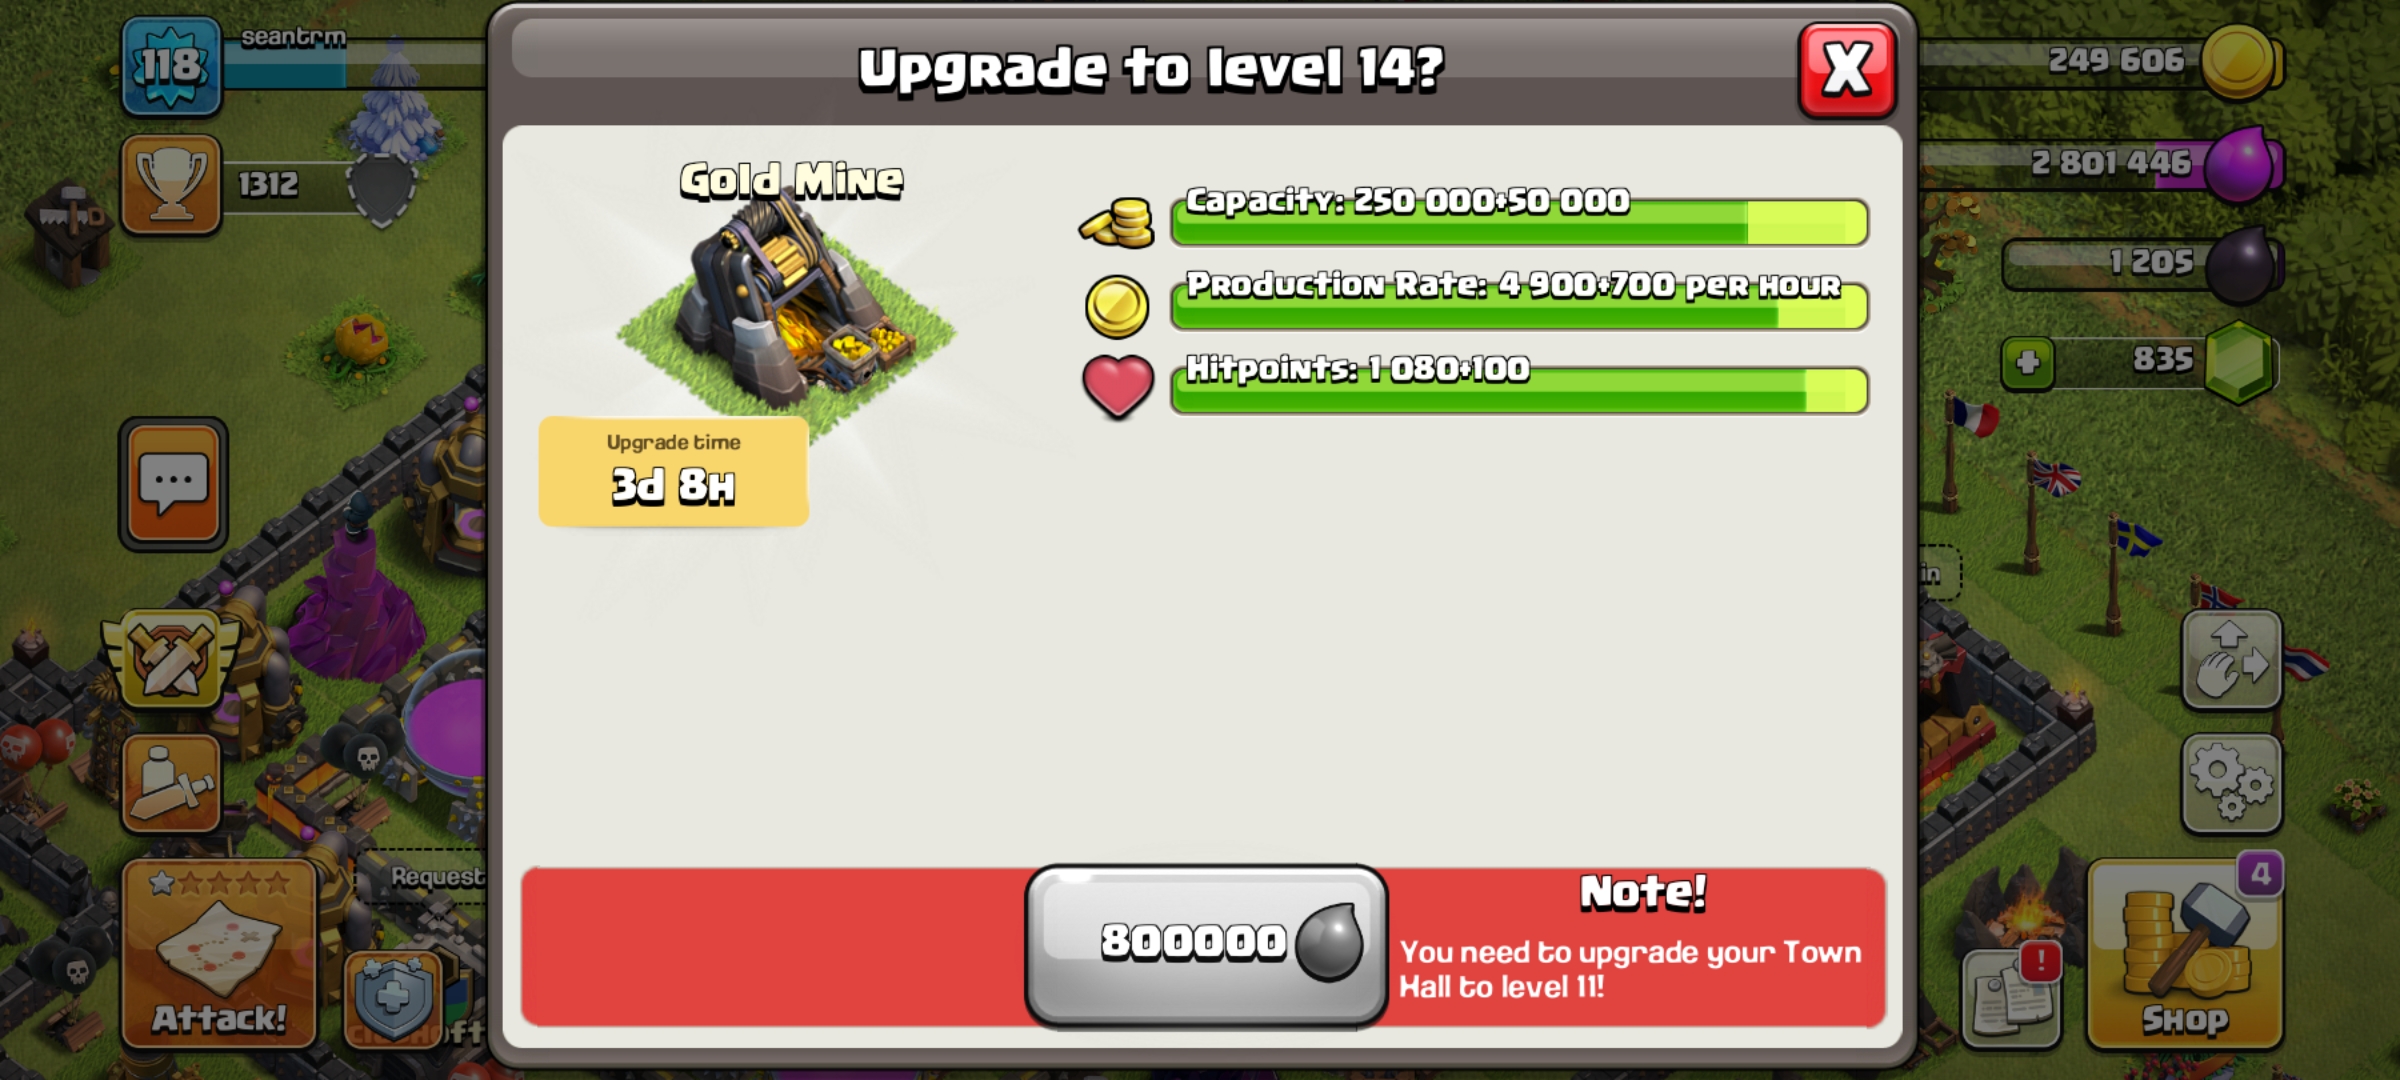 118
seantrm
1312
Upgrade to level 14?
X
249 606
2 801 446
1 205
835
Gold Mine
Capacity: 250 000+50 000
Production Rate: 4 900+700 per hour
Hitpoints: 1 080+100
Upgrade time
3d 8h
Request
Attack!
800000
Note!
You need to upgrade your Town
Hall to level 11!
4
!
Shop